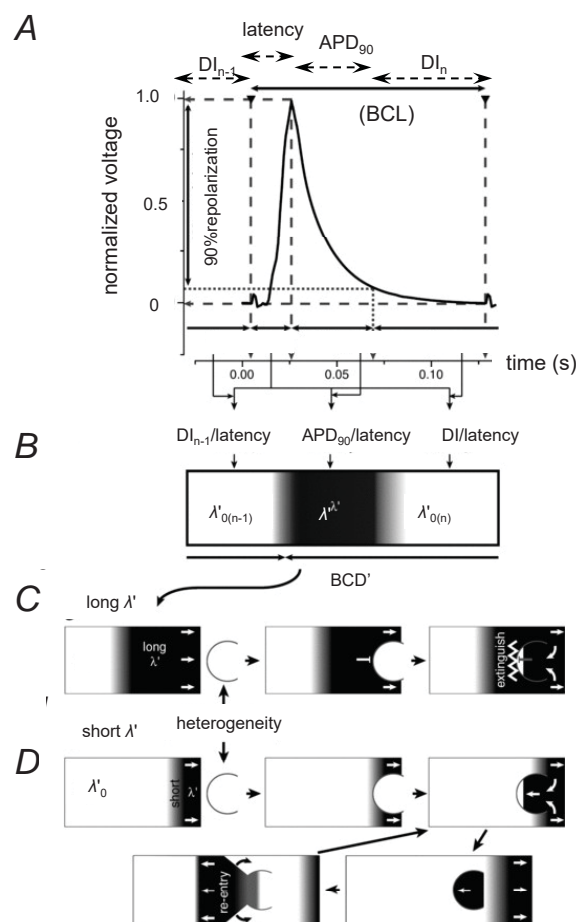 A
latency
APD90
DIn-1
DIn
1.0
(BCL)
normalized voltage
90%repolarization
0.5
0
time (s)
0.00
0.05
0.10
DIn-1/latency
APD90/latency
DI/latency
B
λ'0(n-1)
λ'λ'
λ'0(n)
BCD'
C
long λ'
long
λ'
extinguish
heterogeneity
short λ'
D
λ'0
short
λ'
re-entry